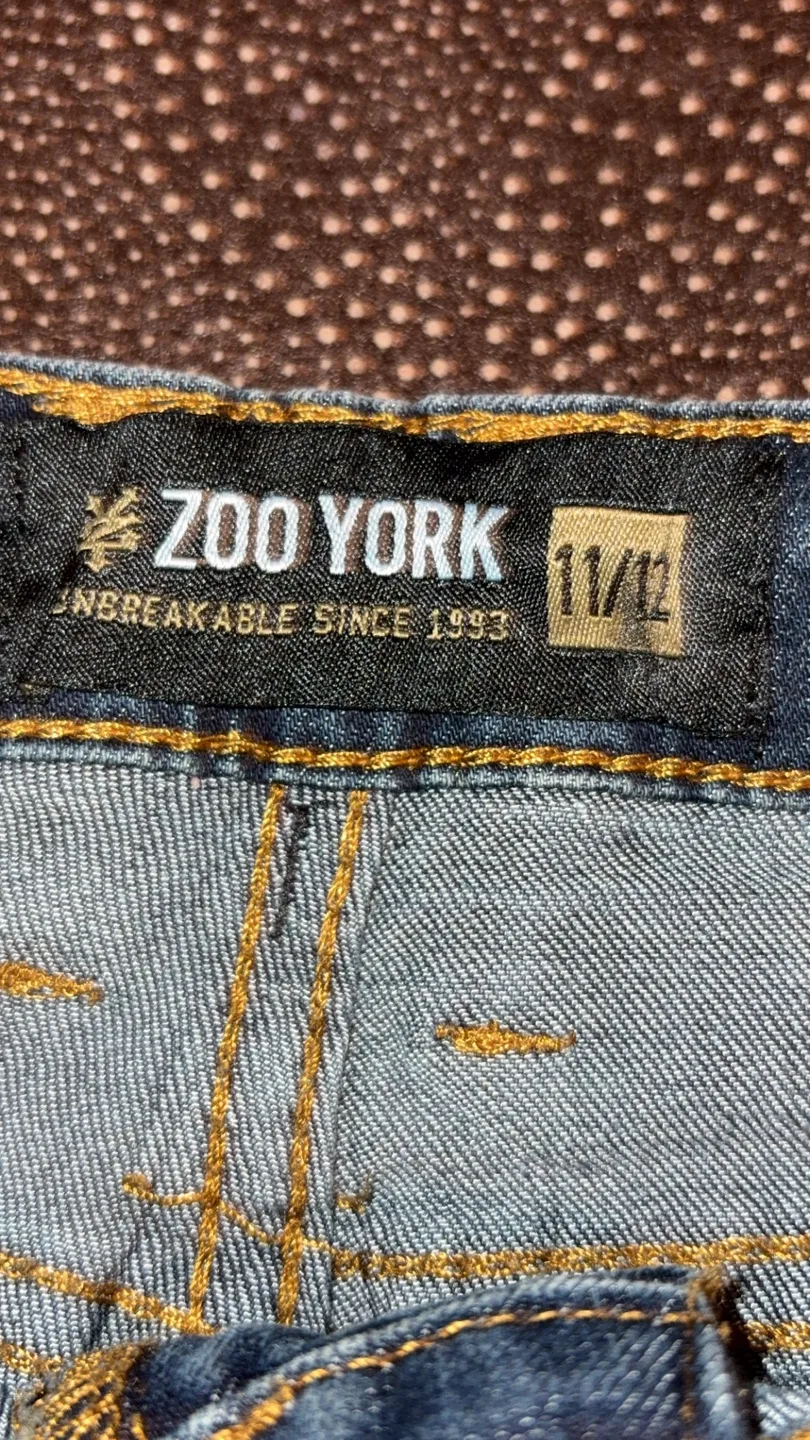 ZOO YORK
UNBREAKABLE SINCE 1993
11/12